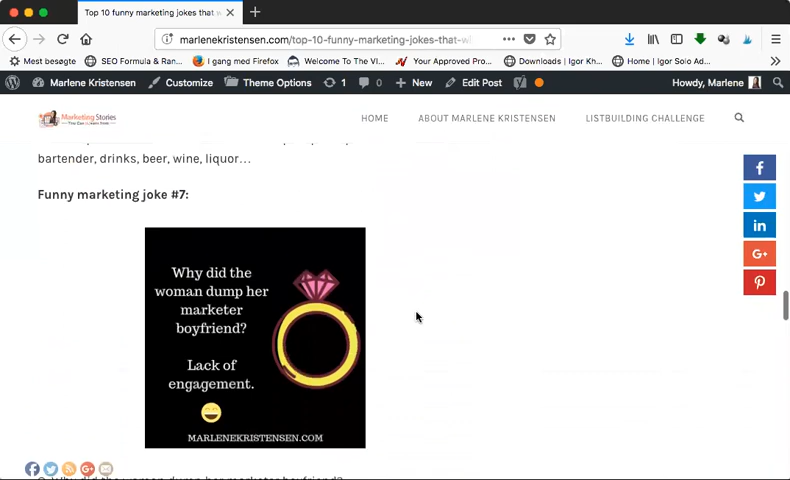 Top 10 funny marketing jokes that w
marlenekristensen.com/top-10-funny-marketing-jokes-that-wi
Mest besøgte SEO Formula & Ran... I gang med Firefox Welcome To The VI... Your Approved Pro... Downloads | Igor Kh... Home | Igor Solo Ad...
Marlene Kristensen Customize Theme Options 1 0 New Edit Post Howdy, Marlene
Marketing Stories
HOME ABOUT MARLENE KRISTENSEN LISTBUILDING CHALLENGE
bartender, drinks, beer, wine, liquor…
Funny marketing joke #7:
Why did the
woman dump her
marketer
boyfriend?
Lack of
engagement.
MARLENEKRISTENSEN.COM